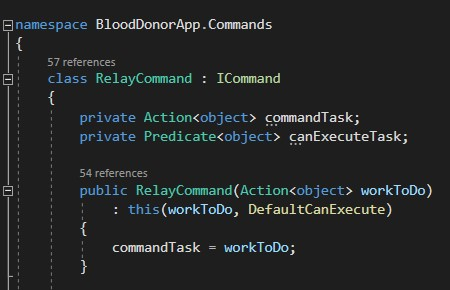 namespace BloodDonorApp.Commands
{
57 references
class RelayCommand : ICommand
{
private Action<object> commandTask;
private Predicate<object> canExecuteTask;
54 references
public RelayCommand(Action<object> workToDo)
: this(workToDo, DefaultCanExecute)
{
commandTask = workToDo;
}